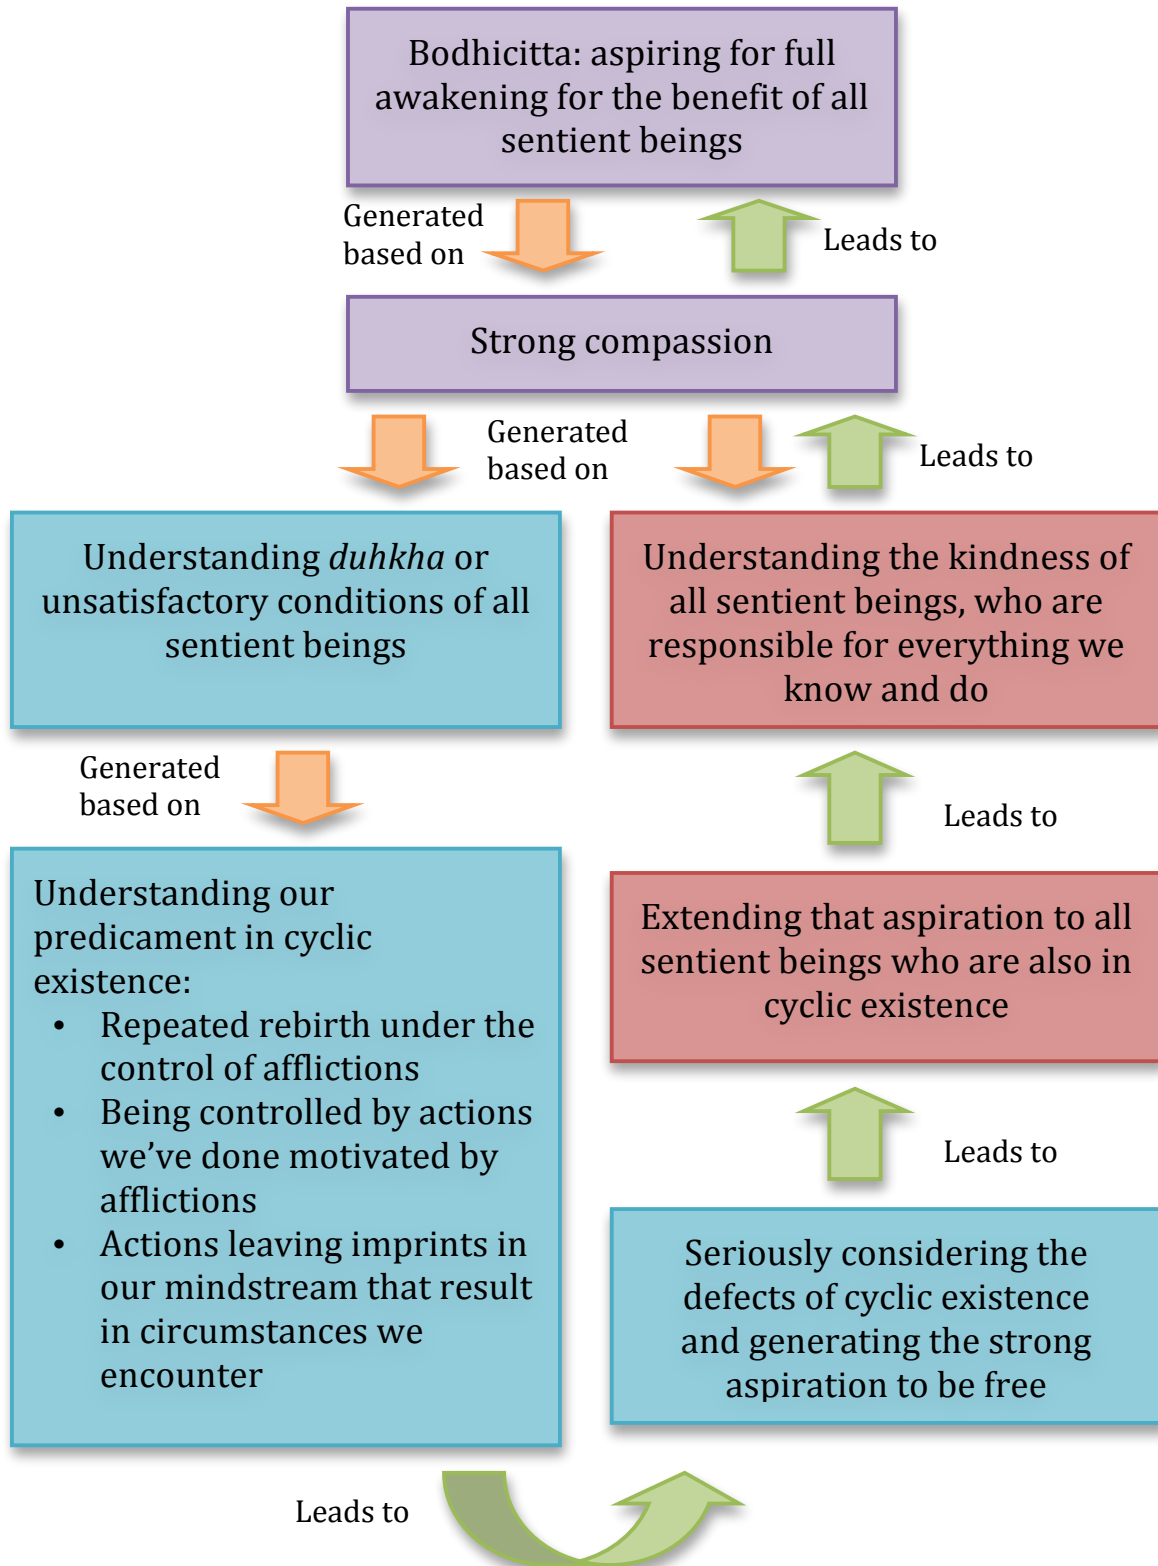 Bodhicitta: aspiring for full
awakening for the benefit of all
sentient beings
Generated
based on
Leads to
Strong compassion
Generated
based on
Leads to
Understanding duhkha or
unsatisfactory conditions of all
sentient beings
Understanding the kindness of
all sentient beings, who are
responsible for everything we
know and do
Generated
based on
Leads to
Understanding our
predicament in cyclic
existence:
• Repeated rebirth under the
control of afflictions
• Being controlled by actions
we’ve done motivated by
afflictions
• Actions leaving imprints in
our mindstream that result
in circumstances we
encounter
Extending that aspiration to all
sentient beings who are also in
cyclic existence
Leads to
Seriously considering the
defects of cyclic existence
and generating the strong
aspiration to be free
Leads to